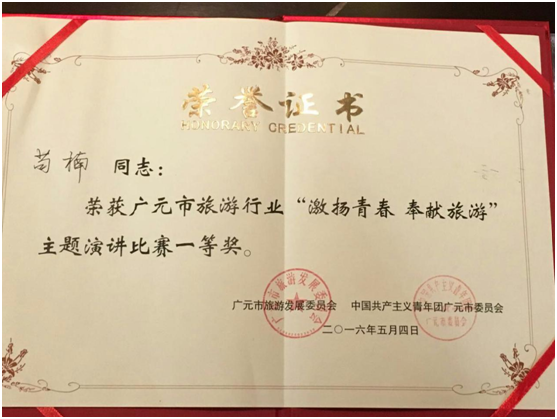 荣誉证书
HONORARY CREDENTIAL
苟楠 同志：
荣获广元市旅游行业“激扬青春 奉献旅游”
主题演讲比赛一等奖。
广元市旅游发展委员会 中国共产主义青年团广元市委员会
二〇一六年五月四日